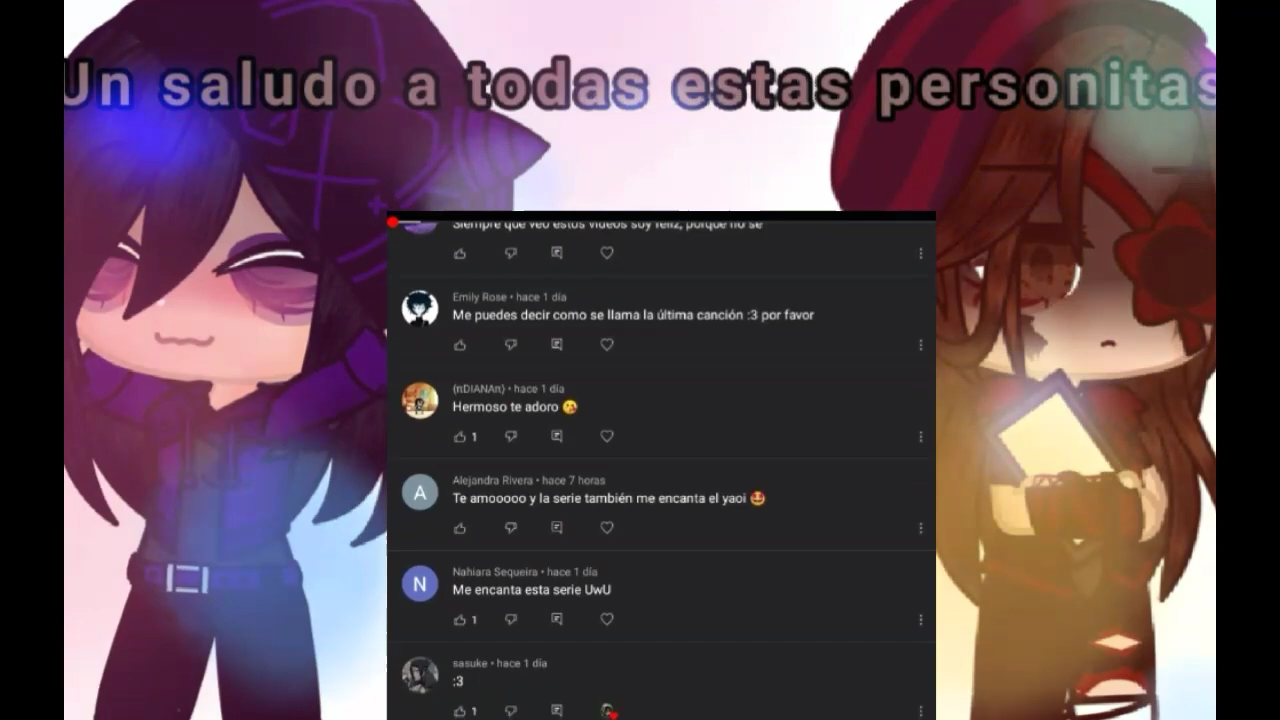 Un saludo a todas estas personitas
Siempre que veo estos videos soy feliz, porque no se
Emily Rose • hace 1 día
Me puedes decir como se llama la última canción :3 por favor
(πDIANAπ) • hace 1 día
Hermoso te adoro 😘
1
A
Alejandra Rivera • hace 7 horas
Te amooooo y la serie también me encanta el yaoi 🤩
N
Nahiara Sequeira • hace 1 día
Me encanta esta serie UwU
1
sasuke • hace 1 día
:3
1